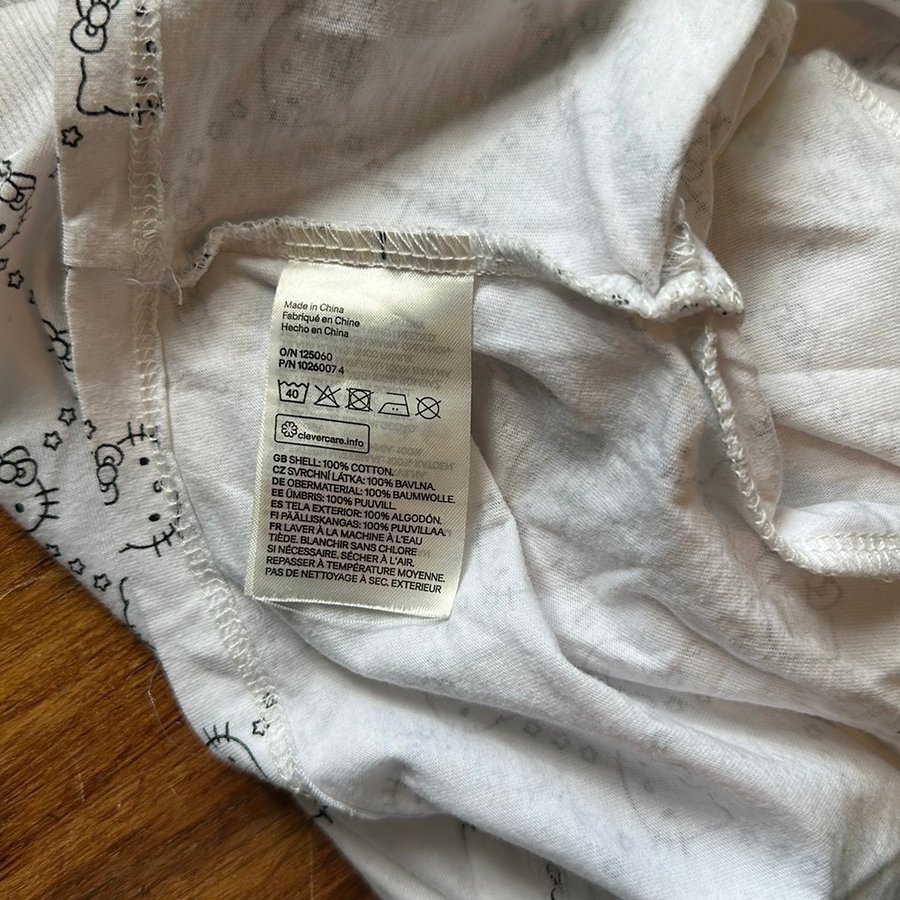 Made in China
Fabriqué en Chine
Hecho en China
O/N 125060
P/N 1026007 4
40
clevercare.info
GB SHELL: 100% COTTON.
CZ SVRCHNÍ LÁTKA: 100% BAVLNA.
DE OBERMATERIAL: 100% BAUMWOLLE.
EE ÜMBRIS: 100% PUUVILL.
ES TELA EXTERIOR: 100% ALGODÓN.
FI PÄÄLLISKANGAS: 100% PUUVILLAA.
FR LAVER À LA MACHINE À L'EAU
TIÈDE. BLANCHIR SANS CHLORE
SI NÉCESSAIRE. SÉCHER À L'AIR.
REPASSER À TEMPÉRATURE MOYENNE.
PAS DE NETTOYAGE À SEC. EXTERIEUR